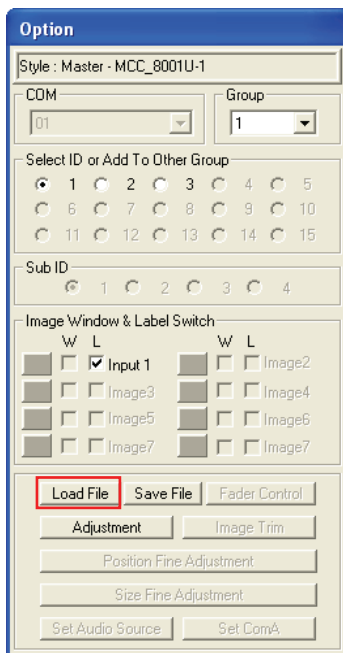 Option
Style : Master - MCC_8001U-1
COM Group
01 1
Select ID or Add To Other Group
1 2 3 4 5
6 7 8 9 10
11 12 13 14 15
Sub ID
1 2 3 4
Image Window & Label Switch
W L W L
Input 1 Image2
Image3 Image4
Image5 Image6
Image7 Image7
Load File Save File Fader Control
Adjustment Image Trim
Position Fine Adjustment
Size Fine Adjustment
Set Audio Source Set ComA